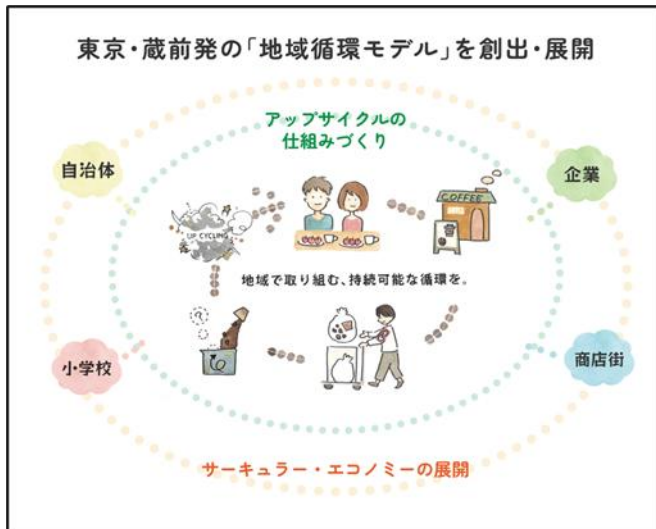 東京・蔵前発の「地域循環モデル」を創出・展開
アップサイクルの
仕組みづくり
自治体
企業
UP CYCLING
COFFEE
地域で取り組む、持続可能な循環を。
小学校
商店街
サーキュラー・エコノミーの展開